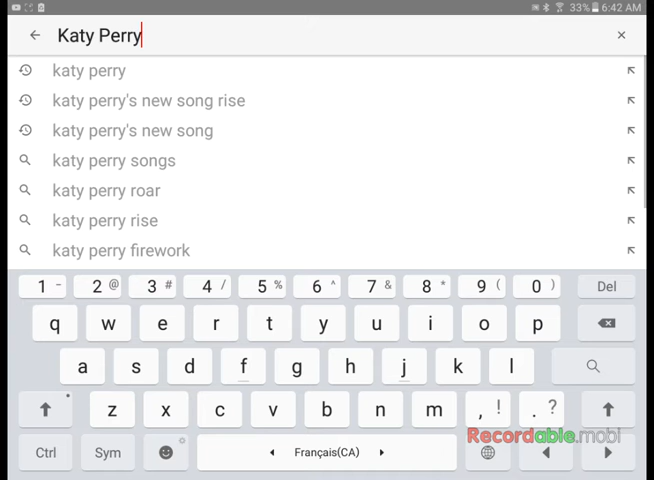 33% 6:42 AM
Katy Perry
katy perry
katy perry's new song rise
katy perry's new song
katy perry songs
katy perry roar
katy perry rise
katy perry firework
1 - 2 @ 3 # 4 / 5 % 6 ^ 7 & 8 * 9 ( 0 ) Del
q w e r t y u i o p
a s d f g h j k l
z x c v b n m , ! . ?
Recordable.mobi
Ctrl Sym Français(CA)